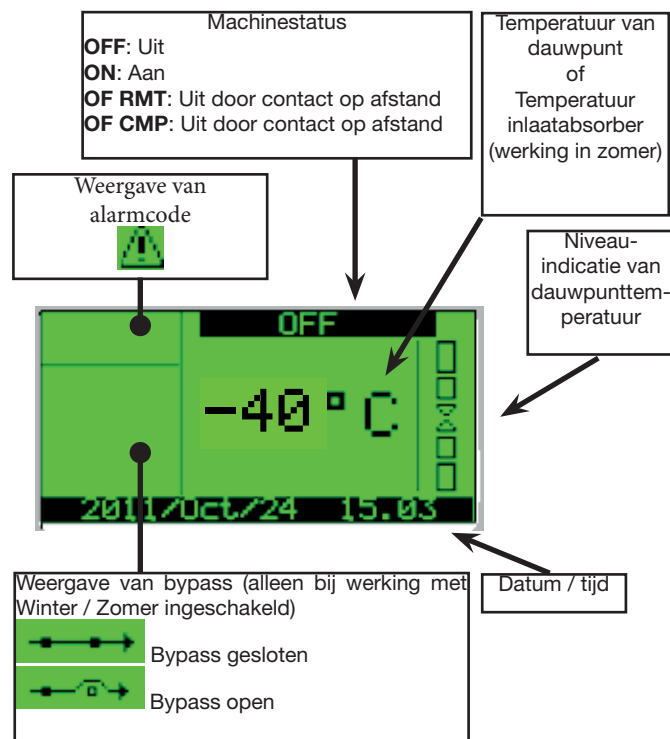 Machinestatus
OFF: Uit
ON: Aan
OF RMT: Uit door contact op afstand
OF CMP: Uit door contact op afstand
Temperatuur van
dauwpunt
of
Temperatuur
inlaatabsorber
(werking in zomer)
Weergave van
alarmcode
Niveau-
indicatie van
dauwpunttem-
peratuur
OFF
-40°C
2011/Oct/24 15.03
Weergave van bypass (alleen bij werking met
Winter / Zomer ingeschakeld)
Bypass gesloten
Bypass open
Datum / tijd